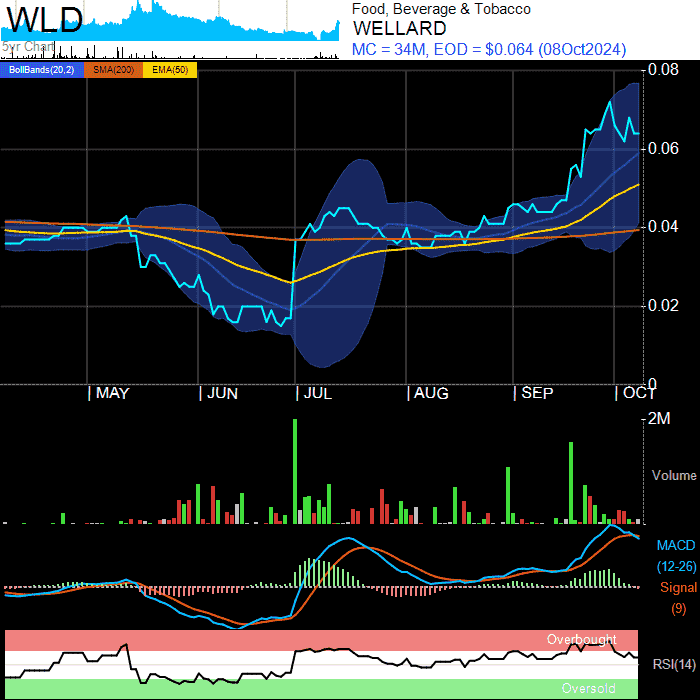 WLD
5yr Chart
Food, Beverage & Tobacco
WELLARD
MC = 34M, EOD = $0.064 (08Oct2024)
BollBands(20,2) SMA(200) EMA(50)
0.08
0.06
0.04
0.02
0
MAY JUN JUL AUG SEP OCT
2M
Volume
MACD
(12-26)
Signal
(9)
Overbought
RSI(14)
Oversold